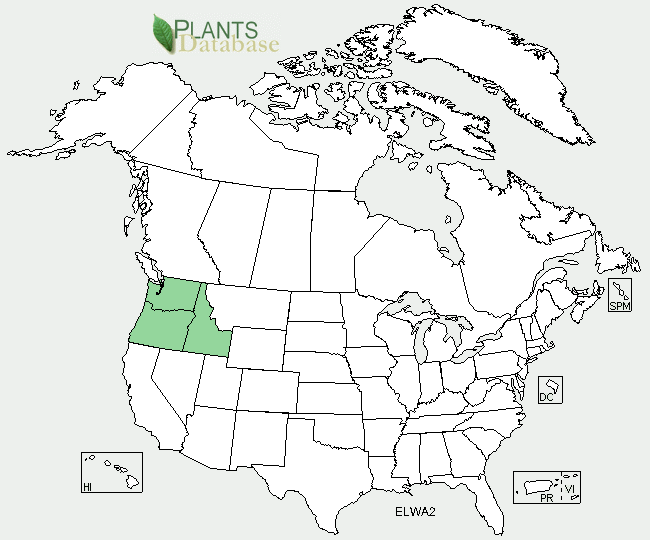 PLANTS
Database
SPM
DC
HI
PR
VI
ELWA2